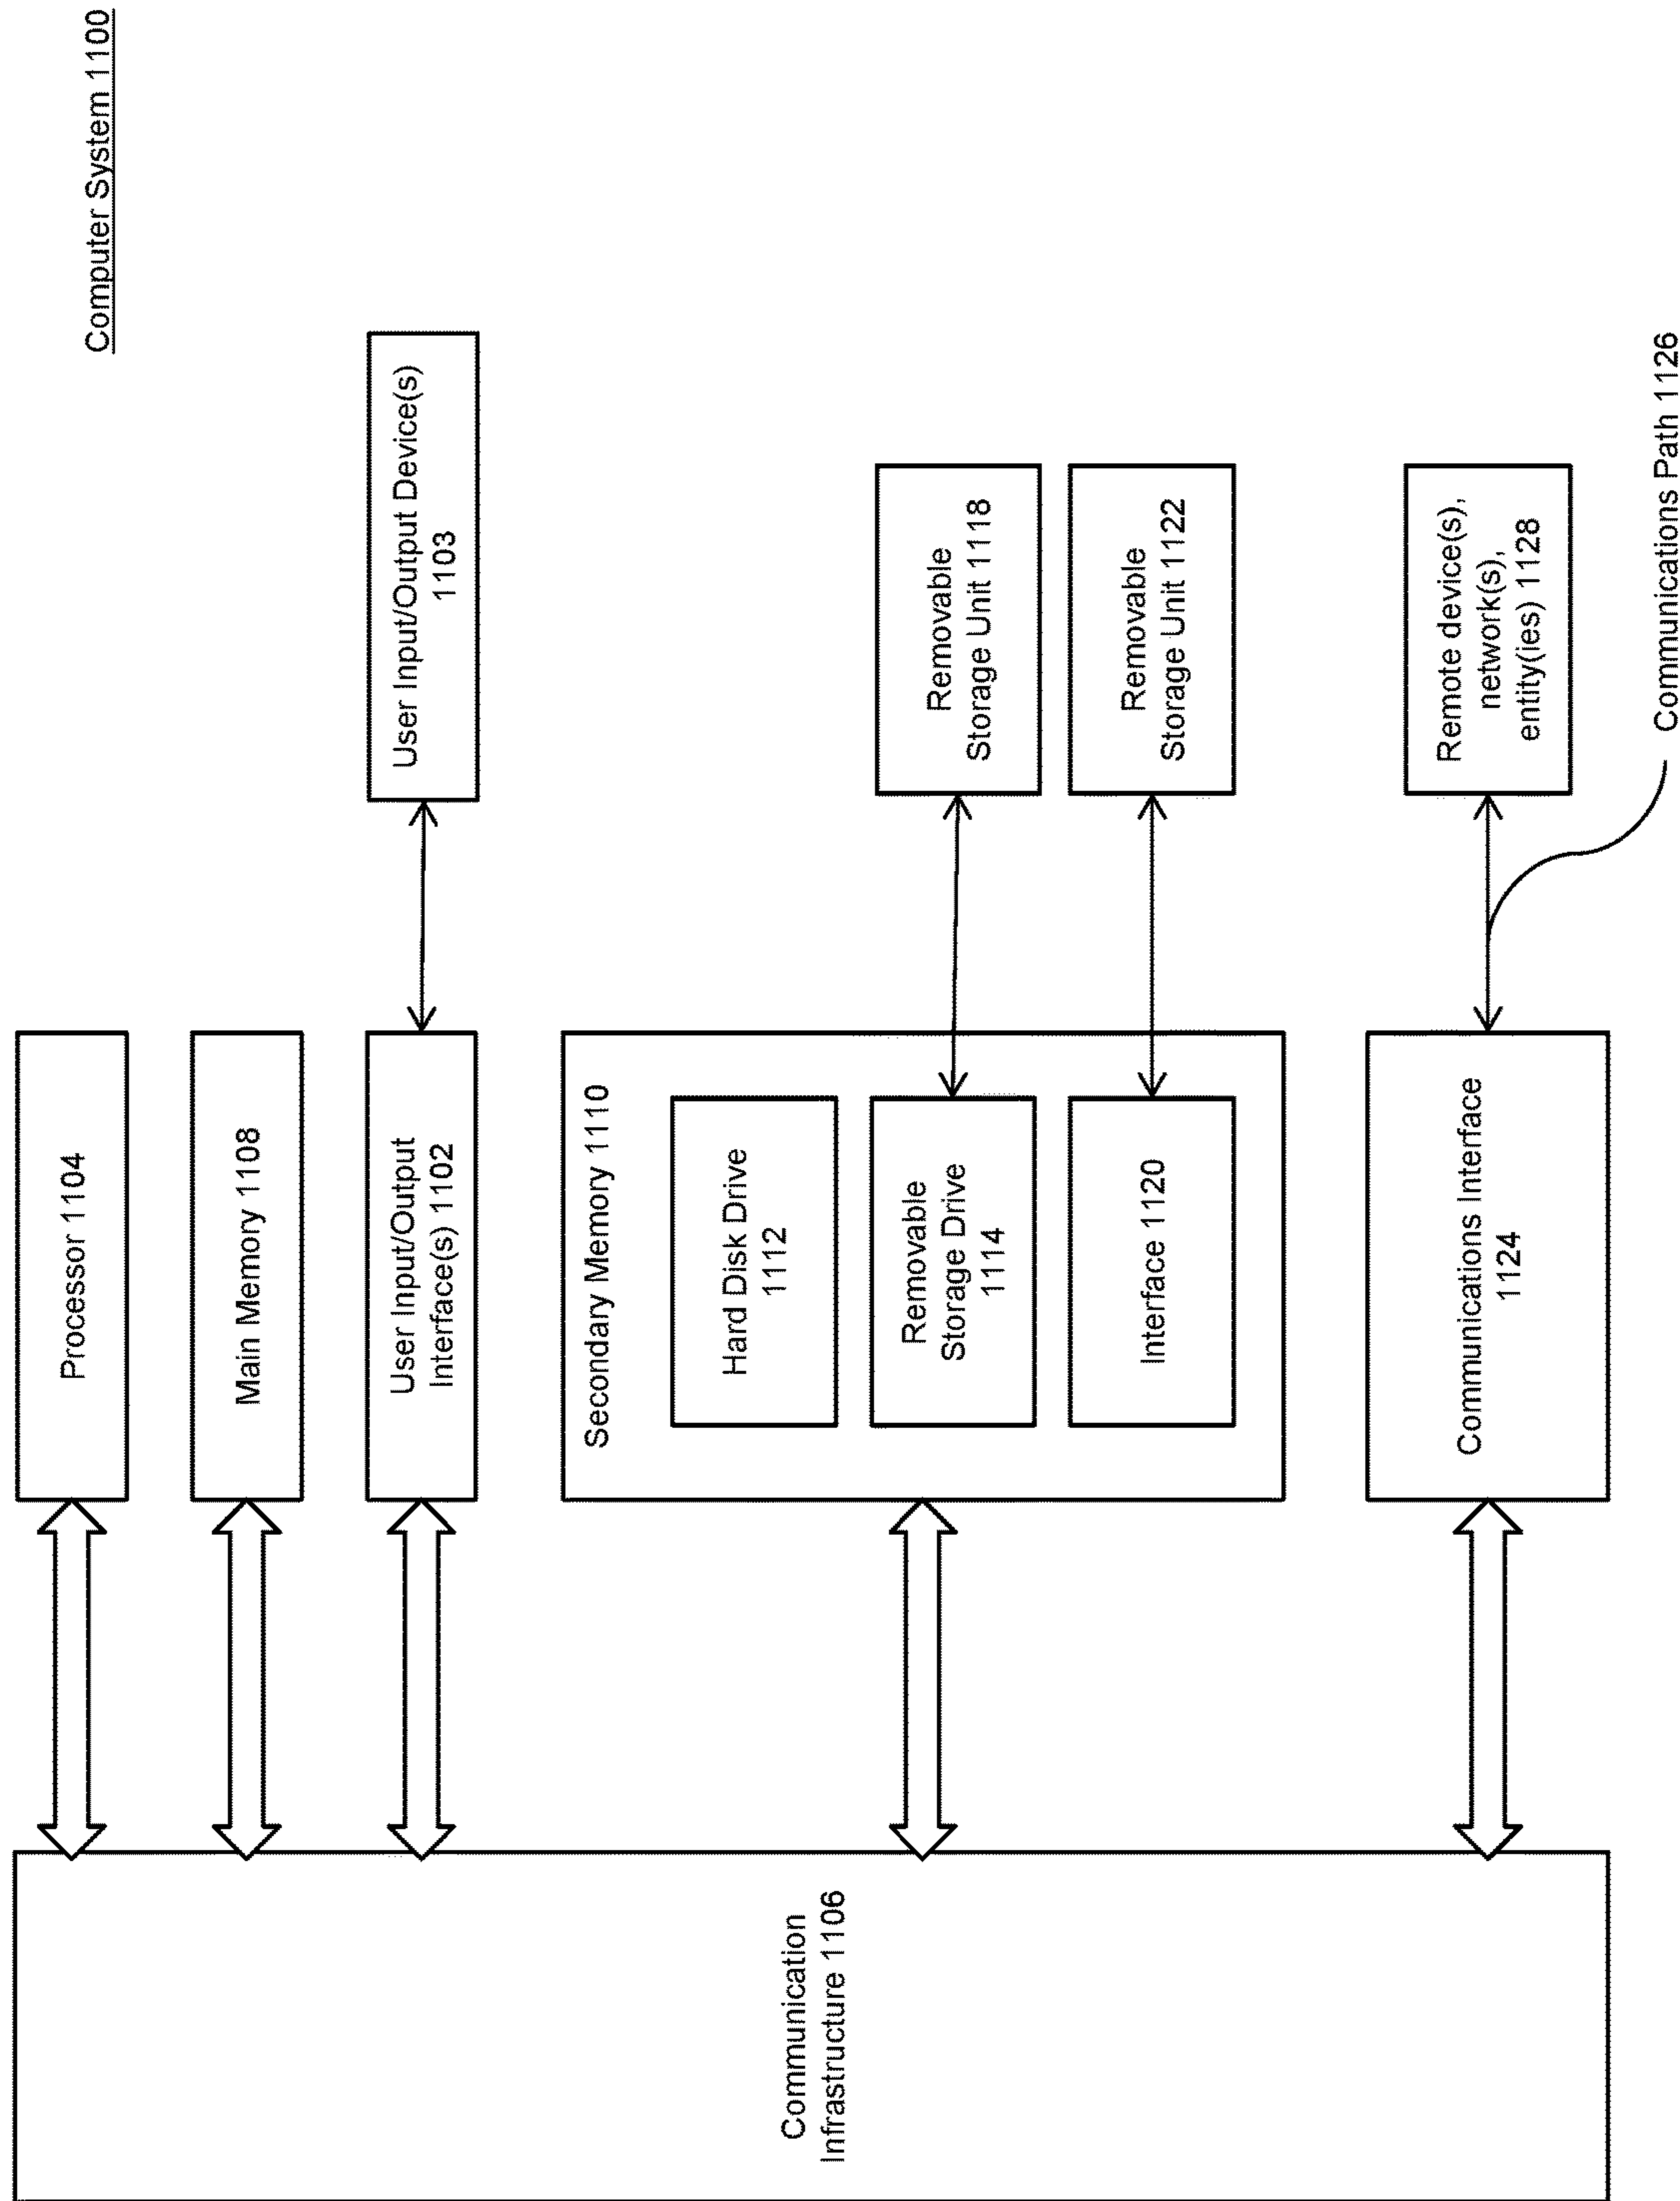 Computer System 1100
Processor 1104
Main Memory 1108
User Input/Output
Interface(s) 1102
User Input/Output Device(s)
1103
Communication
Infrastructure 1106
Secondary Memory 1110
Hard Disk Drive
1112
Removable
Storage Drive
1114
Removable
Storage Unit 1118
Interface 1120
Removable
Storage Unit 1122
Communications Interface
1124
Remote device(s),
network(s),
entity(ies) 1128
Communications Path 1126